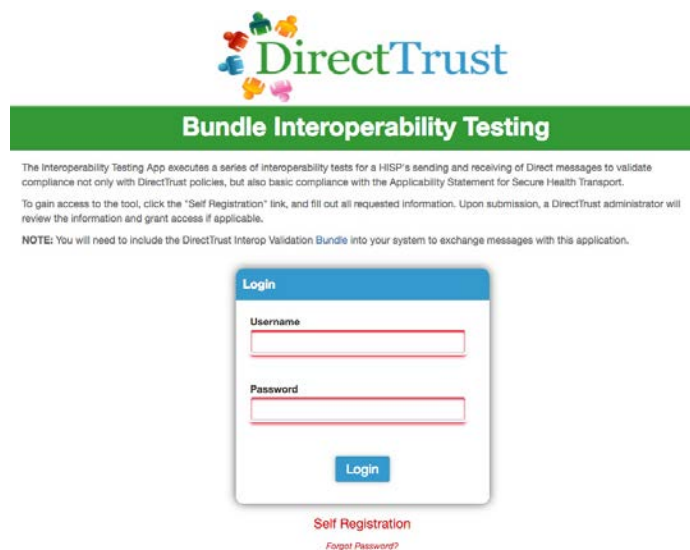 DirectTrust
Bundle Interoperability Testing
The Interoperability Testing App executes a series of interoperability tests for a HISP's sending and receiving of Direct messages to validate
compliance not only with DirectTrust policies, but also basic compliance with the Applicability Statement for Secure Health Transport.
To gain access to the tool, click the "Self Registration" link, and fill out all requested information. Upon submission, a DirectTrust administrator will
review the information and grant access if applicable.
NOTE: You will need to include the DirectTrust Interop Validation Bundle into your system to exchange messages with this application.
Login
Username
Password
Login
Self Registration
Forgot Password?